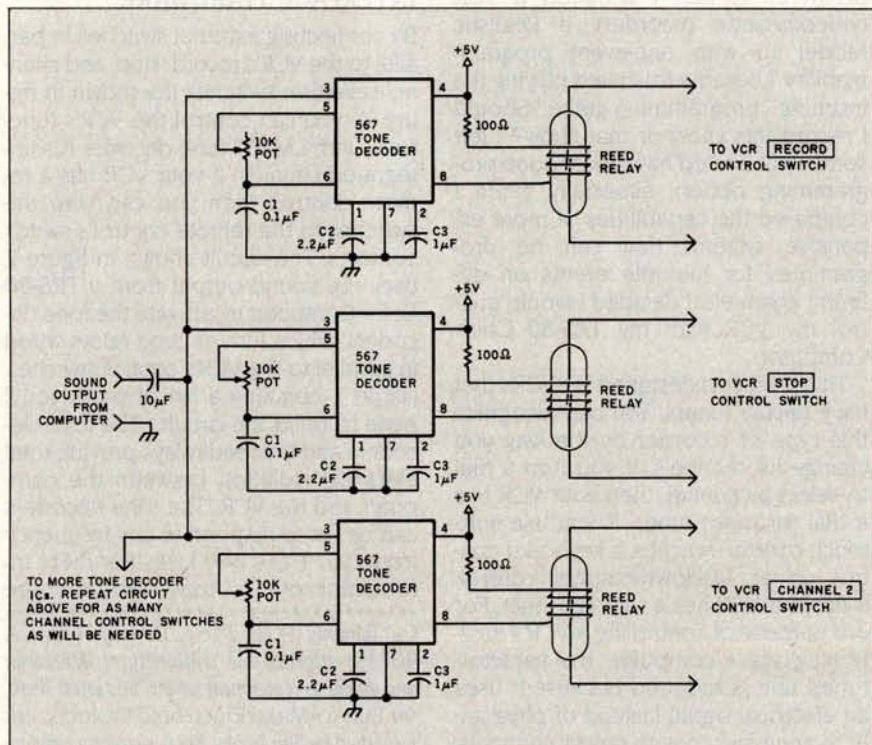 +5V
3
4
567
TONE
DECODER
100Ω
5
10K
POT
REED
RELAY
TO VCR RECORD
CONTROL SWITCH
6
8
C1
0.1µF
1
7
2
C2
2.2µF
C3
1µF
+5V
3
4
567
TONE
DECODER
100Ω
5
10K
POT
REED
RELAY
TO VCR STOP
CONTROL SWITCH
SOUND
OUTPUT
FROM
COMPUTER
10µF
6
8
C1
0.1µF
1
7
2
C2
2.2µF
C3
1µF
+5V
3
4
567
TONE
DECODER
100Ω
5
TO MORE TONE DECODER
ICs. REPEAT CIRCUIT
ABOVE FOR AS MANY
CHANNEL CONTROL SWITCHES
AS WILL BE NEEDED
10K
POT
REED
RELAY
TO VCR CHANNEL 2
CONTROL SWITCH
6
8
C1
0.1µF
1
7
2
C2
2.2µF
C3
1µF